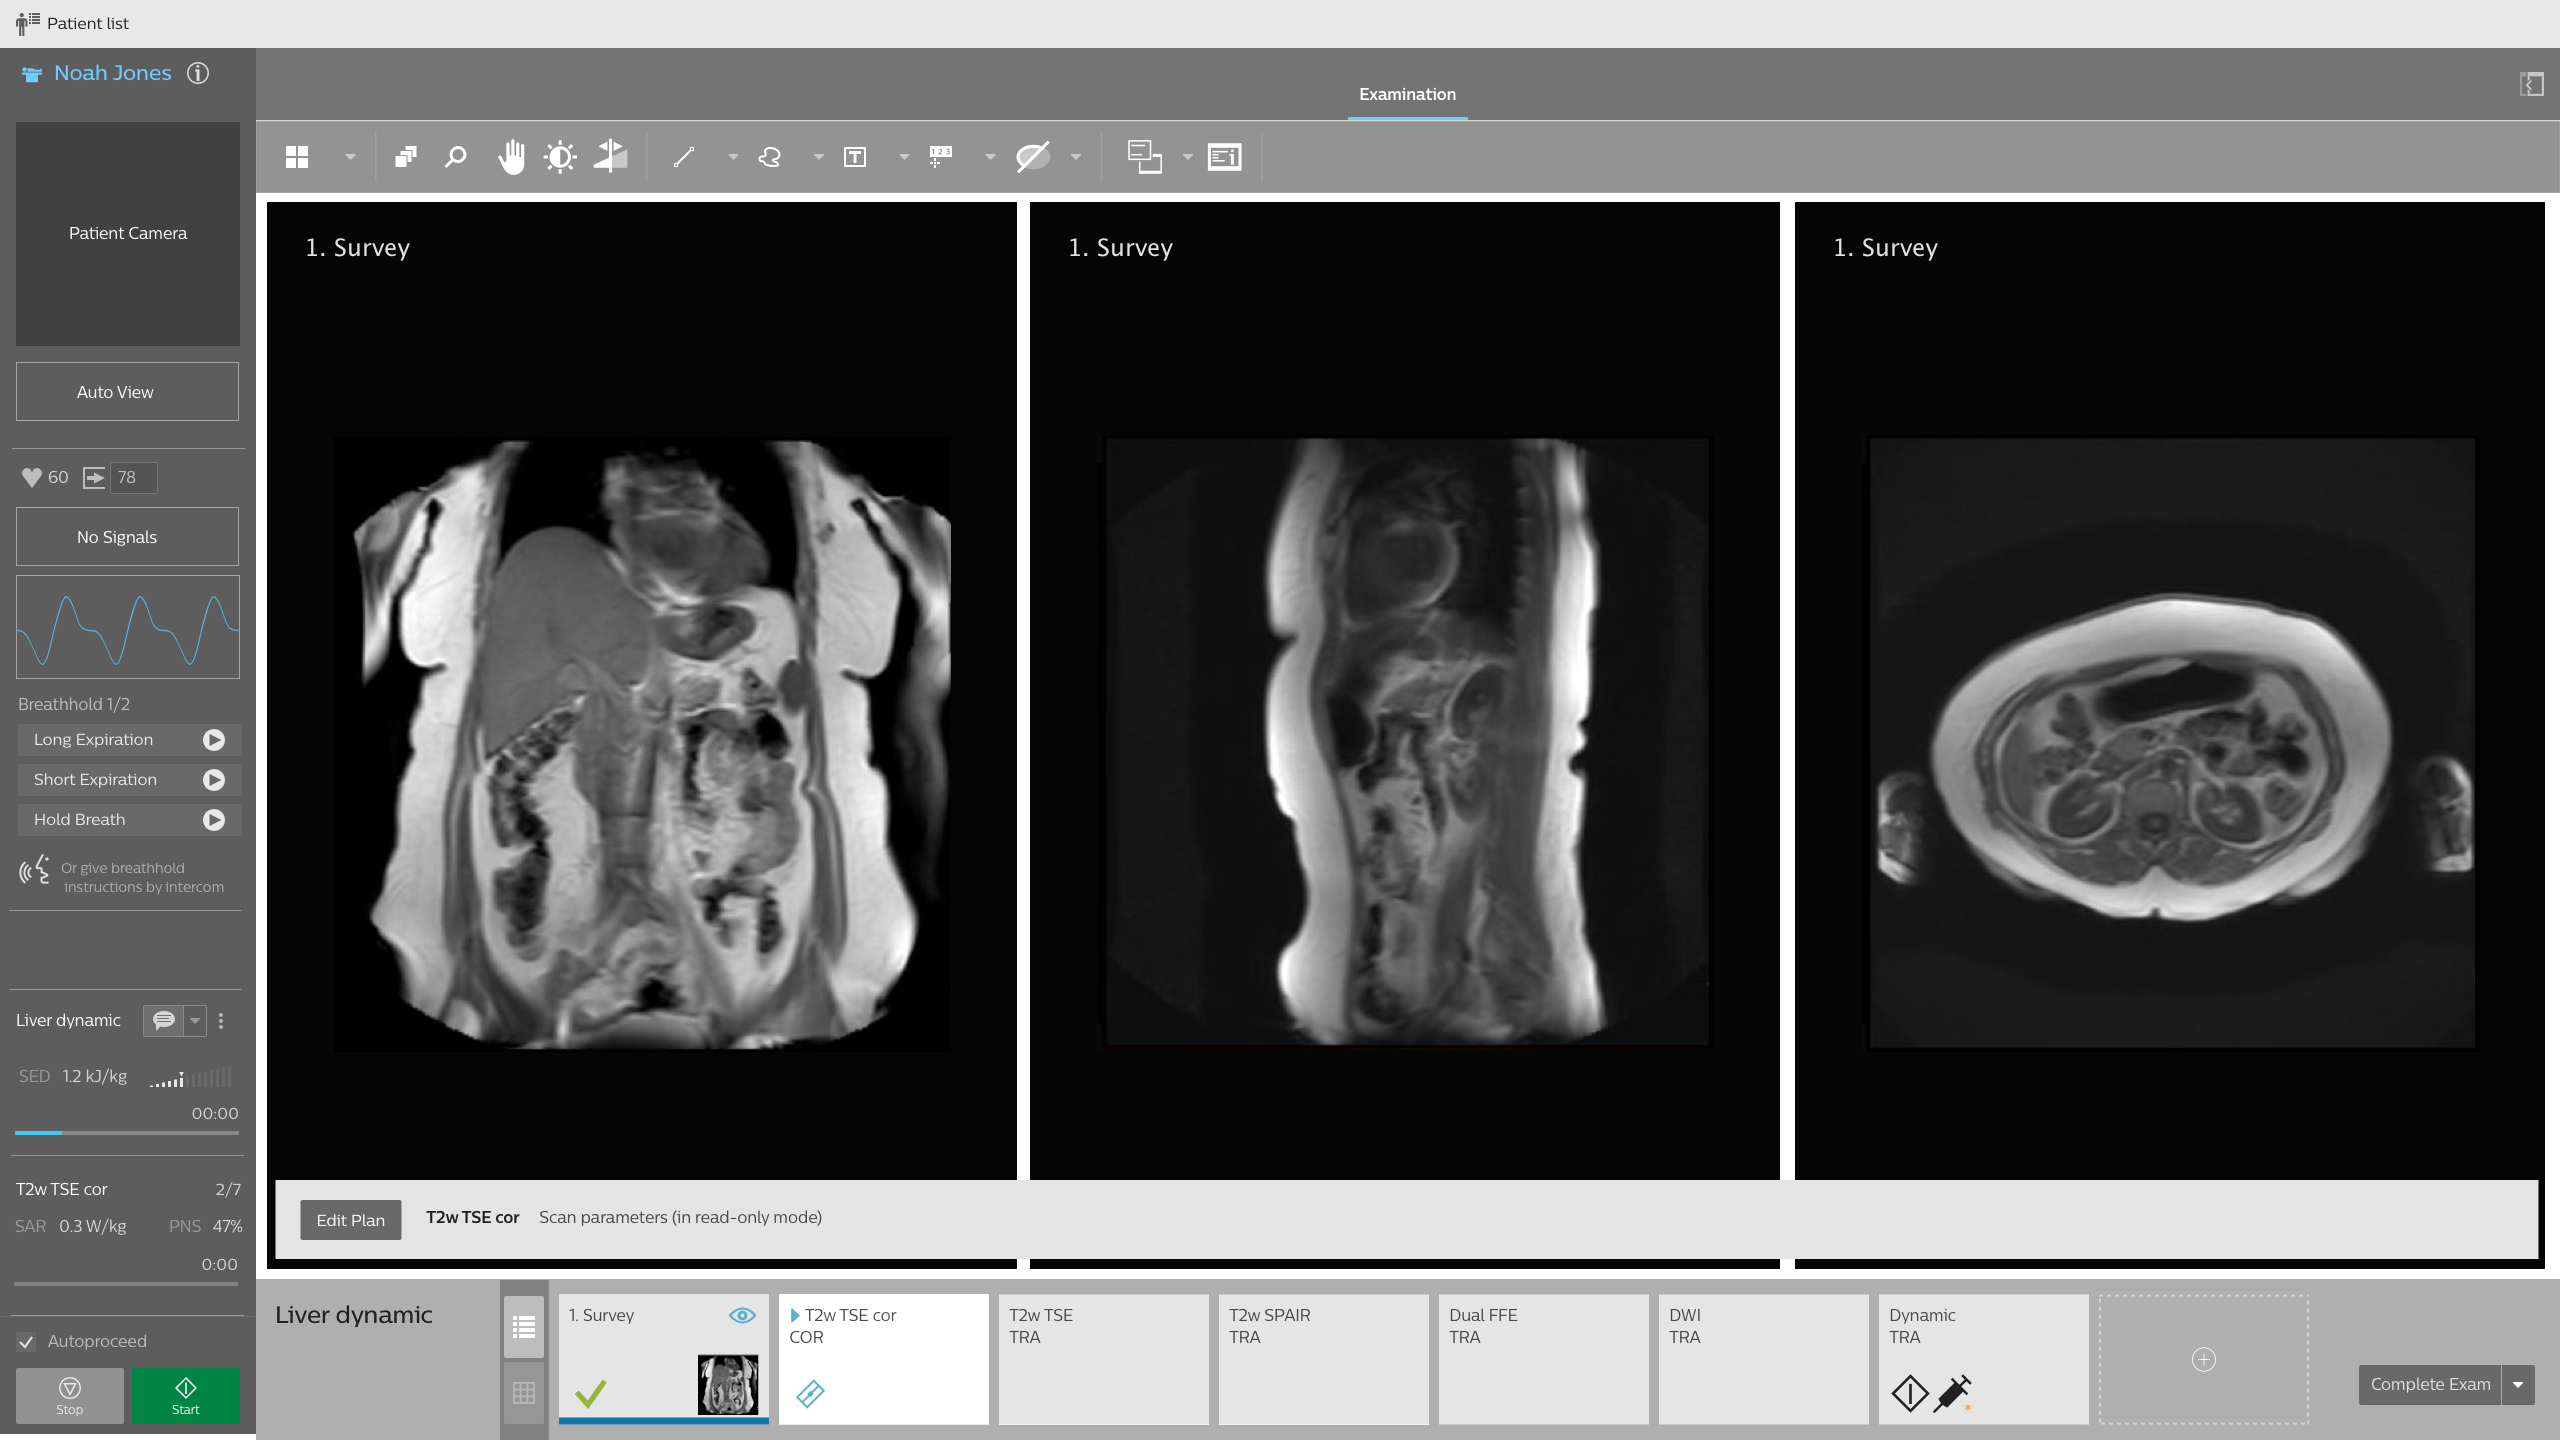 Patient list
Noah Jones
Examination
Patient Camera
Auto View
60
78
No Signals
Breathhold 1/2
Long Expiration
Short Expiration
Hold Breath
Or give breathhold
instructions by intercom
Liver dynamic
SED 1.2 kJ/kg
00:00
T2w TSE cor 2/7
SAR 0.3 W/kg PNS 47%
0:00
Autoproceed
Stop
Start
T
1 2 3
1. Survey
1. Survey
1. Survey
Edit Plan T2w TSE cor Scan parameters (in read-only mode)
Liver dynamic
1. Survey
T2w TSE cor
COR
T2w TSE
TRA
T2w SPAIR
TRA
Dual FFE
TRA
DWI
TRA
Dynamic
TRA
Complete Exam